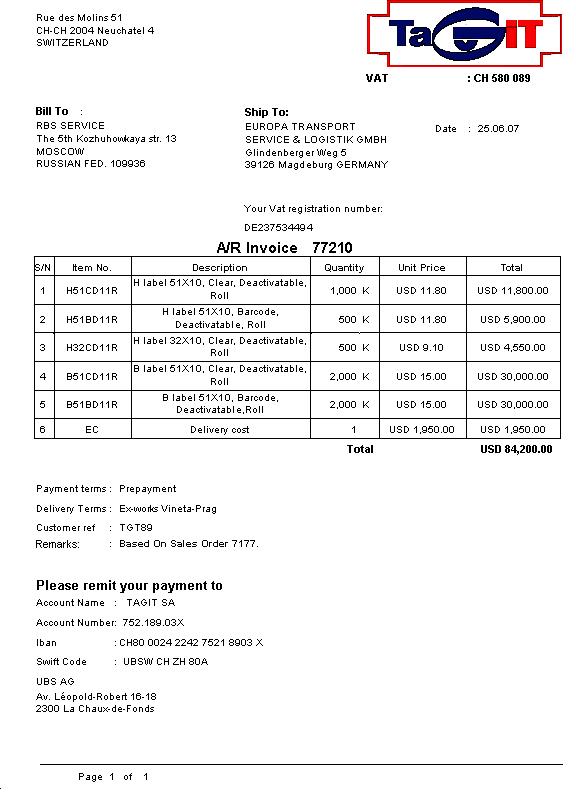 Rue des Molins 51
CH-CH 2004 Neuchatel 4
SWITZERLAND
TaGIT
VAT : CH 580 089
Bill To :
RBS SERVICE
The 5th Kozhuhowkaya str. 13
MOSCOW
RUSSIAN FED. 109936
Ship To:
EUROPA TRANSPORT
SERVICE & LOGISTIK GMBH
Glindenberger Weg 5
39126 Magdeburg GERMANY
Date : 25.06.07
Your Vat registration number:
DE237534494
A/R Invoice 77210
S/N Item No. Description Quantity Unit Price Total
1 H51CD11R H label 51X10, Clear, Deactivatable, Roll 1,000 K USD 11.80 USD 11,800.00
2 H51BD11R H label 51X10, Barcode, Deactivatable, Roll 500 K USD 11.80 USD 5,900.00
3 H32CD11R H label 32X10, Clear, Deactivatable, Roll 500 K USD 9.10 USD 4,550.00
4 B51CD11R B label 51X10, Clear, Deactivatable, Roll 2,000 K USD 15.00 USD 30,000.00
5 B51BD11R B label 51X10, Barcode, Deactivatable,Roll 2,000 K USD 15.00 USD 30,000.00
6 EC Delivery cost 1 USD 1,950.00 USD 1,950.00
Total USD 84,200.00
Payment terms : Prepayment
Delivery Terms : Ex-works Vineta-Prag
Customer ref : TGT89
Remarks: : Based On Sales Order 7177.
Please remit your payment to
Account Name : TAGIT SA
Account Number: 752.189.03X
Iban : CH80 0024 2242 7521 8903 X
Swift Code : UBSW CH ZH 80A
UBS AG
Av. Léopold-Robert 16-18
2300 La Chaux-de-Fonds
Page 1 of 1